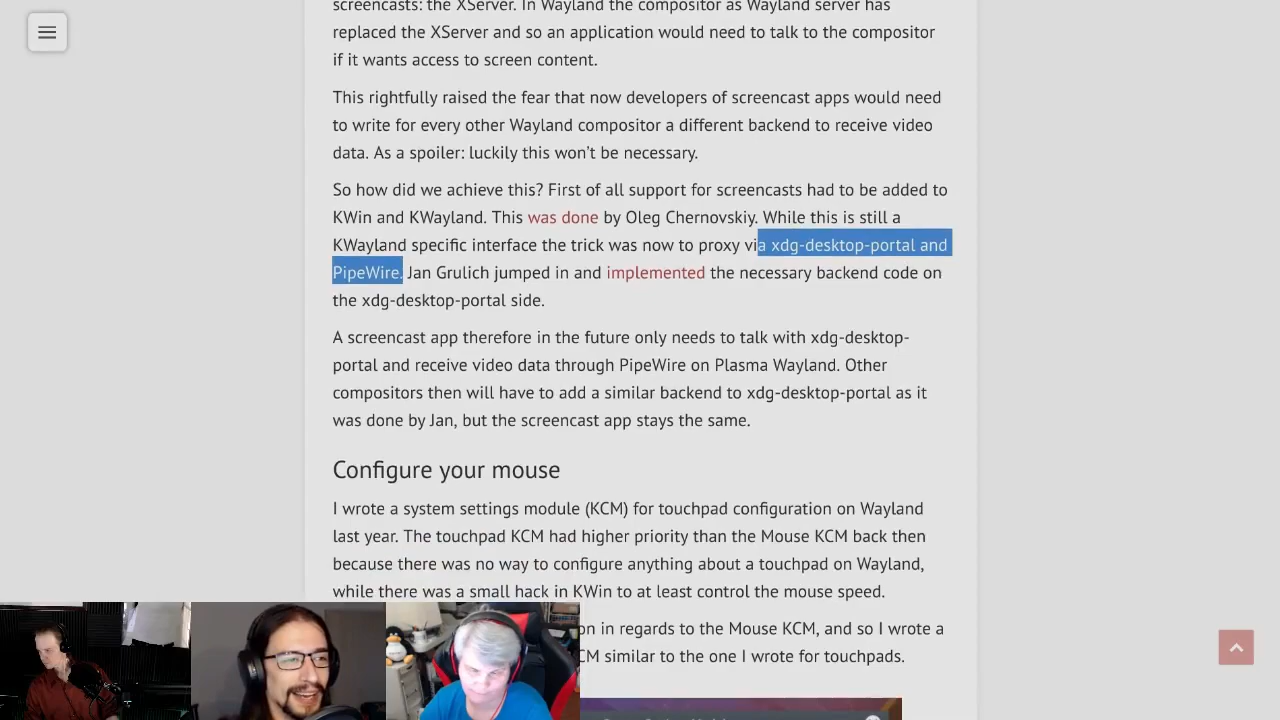 screencasts: the XServer. In Wayland the compositor as Wayland server has
replaced the XServer and so an application would need to talk to the compositor
if it wants access to screen content.
This rightfully raised the fear that now developers of screencast apps would need
to write for every other Wayland compositor a different backend to receive video
data. As a spoiler: luckily this won't be necessary.
So how did we achieve this? First of all support for screencasts had to be added to
KWin and KWayland. This was done by Oleg Chernovskiy. While this is still a
KWayland specific interface the trick was now to proxy via xdg-desktop-portal and
PipeWire. Jan Grulich jumped in and implemented the necessary backend code on
the xdg-desktop-portal side.
A screencast app therefore in the future only needs to talk with xdg-desktop-
portal and receive video data through PipeWire on Plasma Wayland. Other
compositors then will have to add a similar backend to xdg-desktop-portal as it
was done by Jan, but the screencast app stays the same.
Configure your mouse
I wrote a system settings module (KCM) for touchpad configuration on Wayland
last year. The touchpad KCM had higher priority than the Mouse KCM back then
because there was no way to configure anything about a touchpad on Wayland,
while there was a small hack in KWin to at least control the mouse speed.
on in regards to the Mouse KCM, and so I wrote a
CM similar to the one I wrote for touchpads.